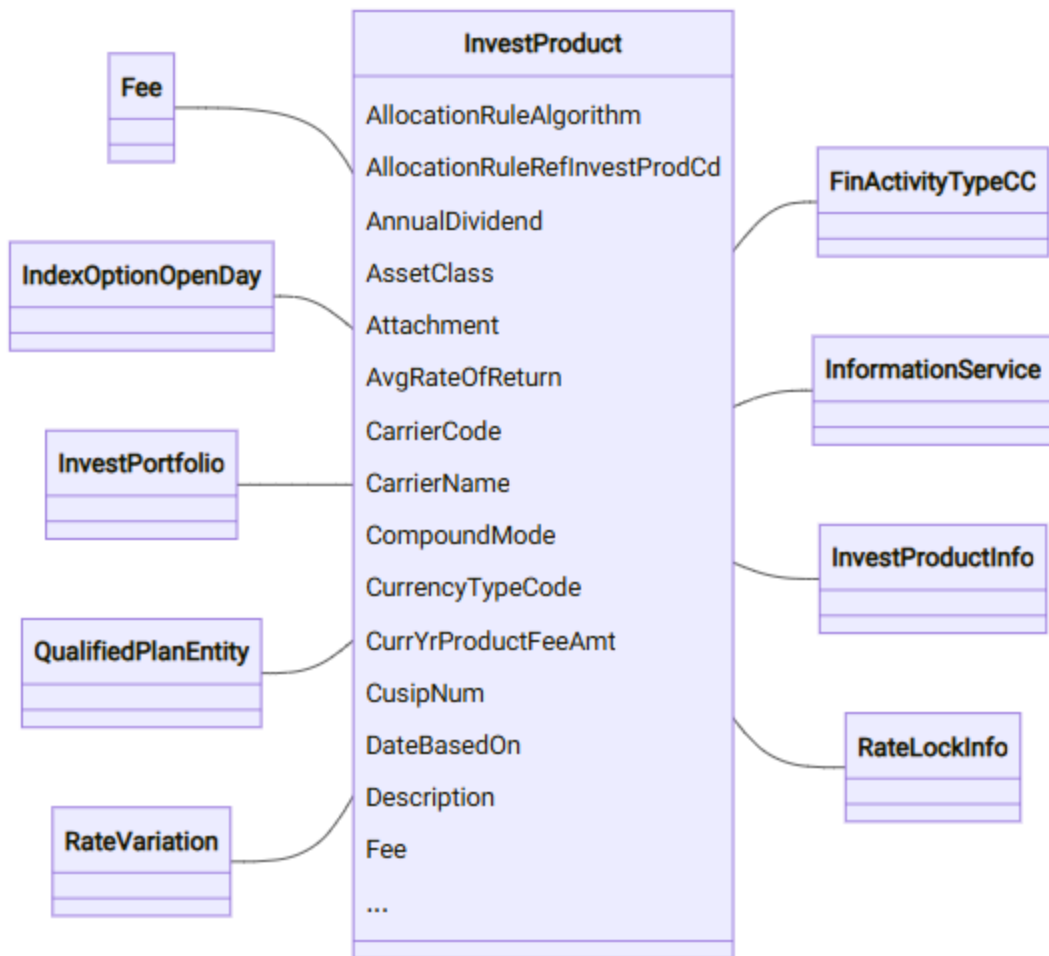 InvestProduct
AllocationRuleAlgorithm
AllocationRuleRefInvestProdCd
AnnualDividend
AssetClass
Attachment
AvgRateOfReturn
CarrierCode
CarrierName
CompoundMode
CurrencyTypeCode
CurrYrProductFeeAmt
CusipNum
DateBasedOn
Description
Fee
...
Fee
IndexOptionOpenDay
InvestPortfolio
QualifiedPlanEntity
RateVariation
FinActivityTypeCC
InformationService
InvestProductInfo
RateLockInfo